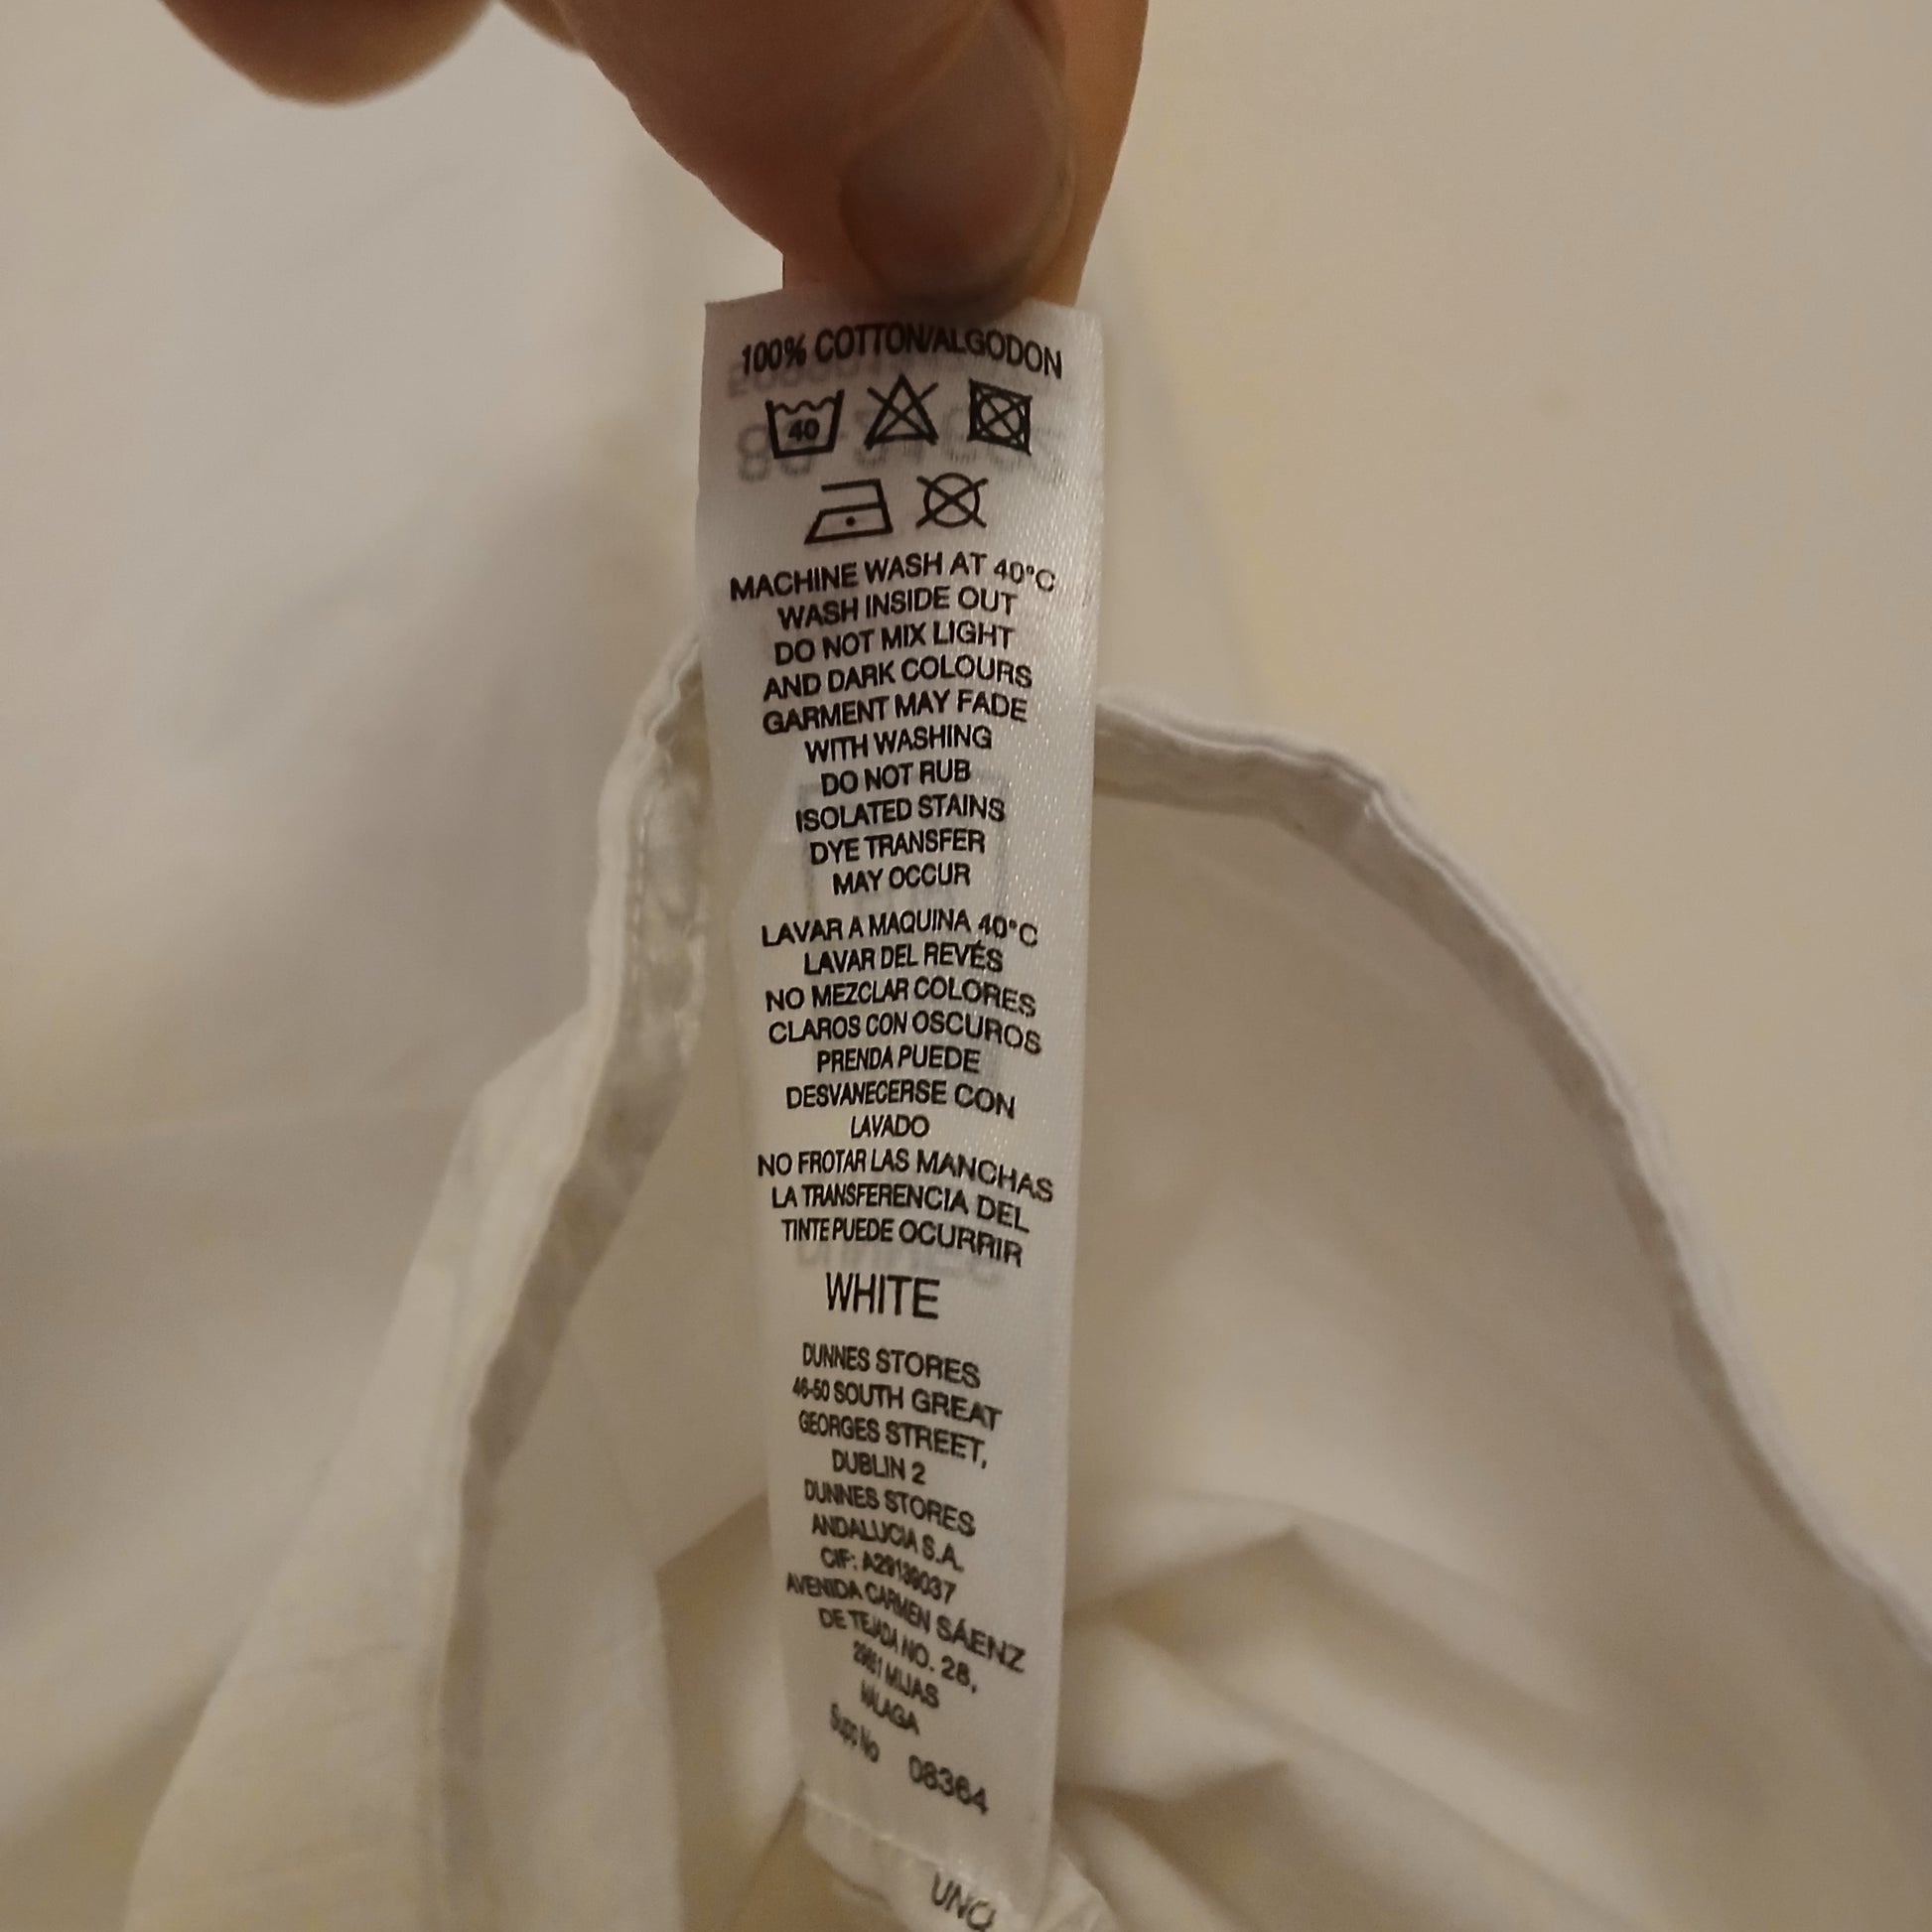 100% COTTON/ALGODON
40
MACHINE WASH AT 40°C
WASH INSIDE OUT
DO NOT MIX LIGHT
AND DARK COLOURS
GARMENT MAY FADE
WITH WASHING
DO NOT RUB
ISOLATED STAINS
DYE TRANSFER
MAY OCCUR
LAVAR A MAQUINA 40°C
LAVAR DEL REVÉS
NO MEZCLAR COLORES
CLAROS CON OSCUROS
PRENDA PUEDE
DESVANECERSE CON
LAVADO
NO FROTAR LAS MANCHAS
LA TRANSFERENCIA DEL
TINTE PUEDE OCURRIR
WHITE
DUNNES STORES
46-50 SOUTH GREAT
GEORGES STREET,
DUBLIN 2
DUNNES STORES
ANDALUCIA S.A.
CIF: A29139037
AVENIDA CARMEN SÁENZ
DE TEJADA NO. 28,
29651 MIJAS
MALAGA
Supp No 08364